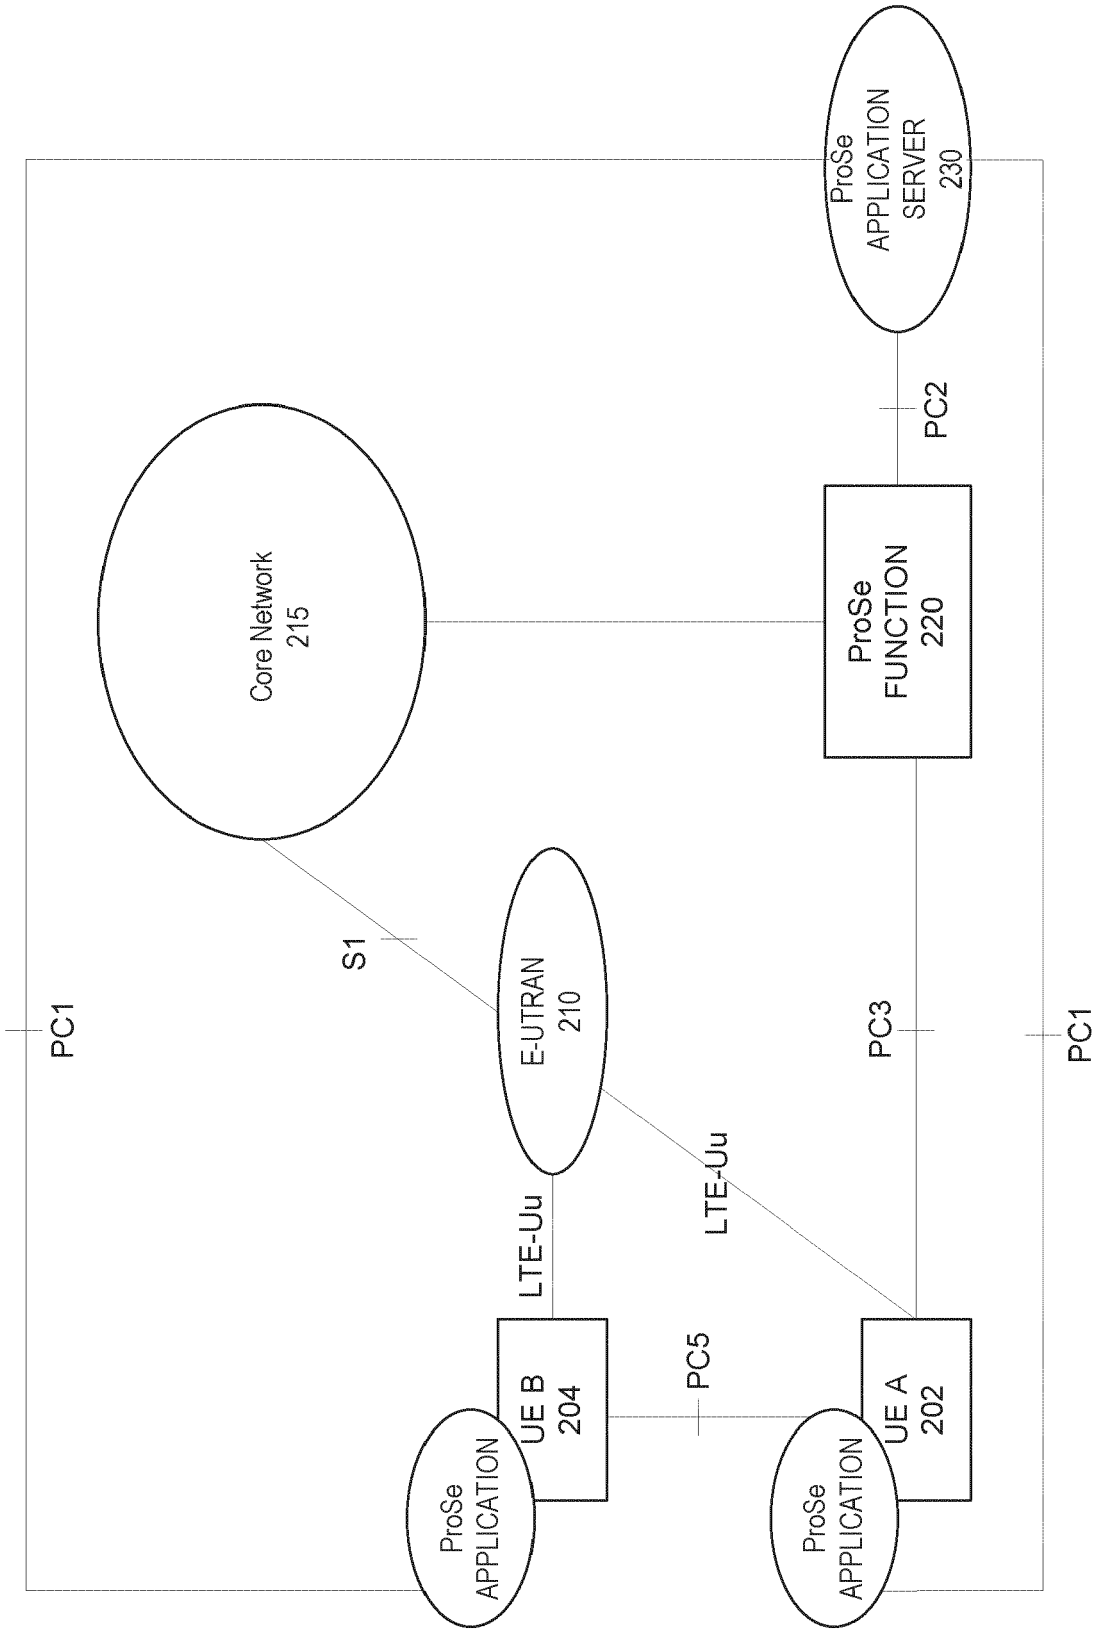 PC1
ProSe
APPLICATION
UE B
204
LTE-Uu
E-UTRAN
210
S1
Core Network
215
PC5
LTE-Uu
ProSe
APPLICATION
UE A
202
PC3
ProSe
FUNCTION
220
PC2
ProSe
APPLICATION
SERVER
230
PC1